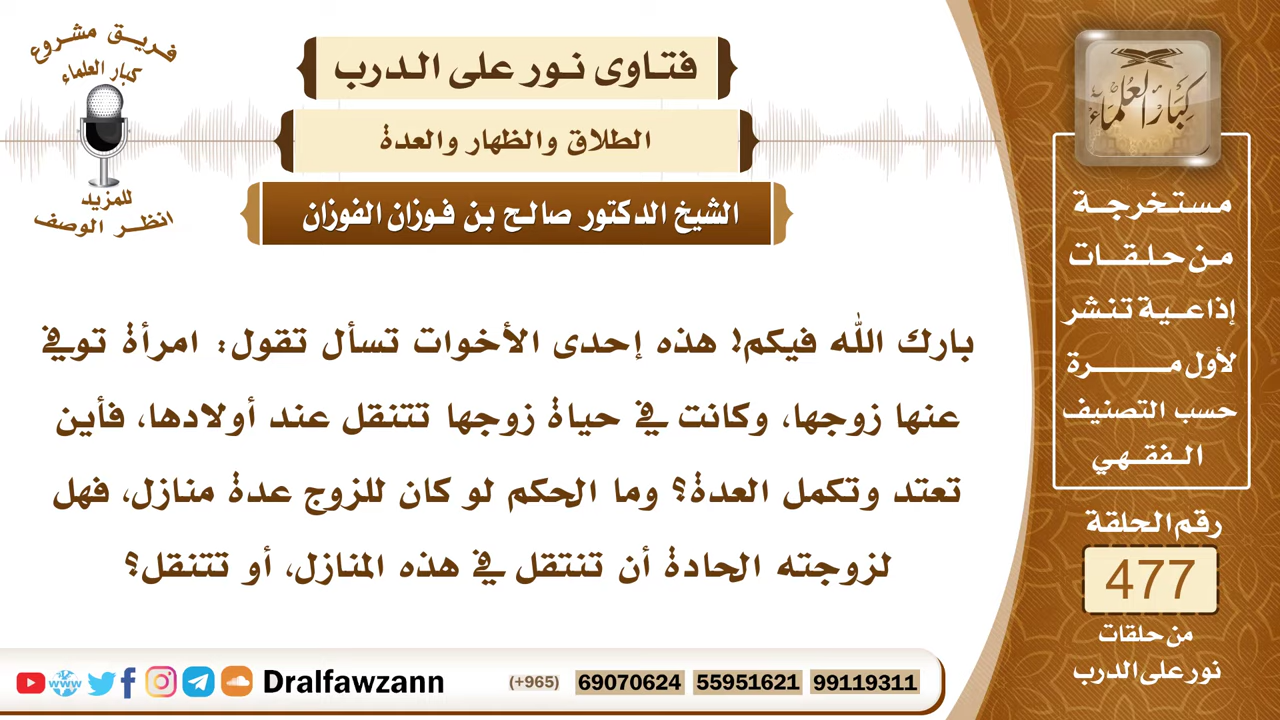 فريق مشروع
كبار العلماء
للمزيد
انظر الوصف
فتاوى نور على الدرب
الطلاق والظهار والعدة
الشيخ الدكتور صالح بن فوزان الفوزان
بارك الله فيكم! هذه إحدى الأخوات تسأل تقول: امرأة توفي
عنها زوجها، وكانت في حياة زوجها تتنقل عند أولادها، فأين
تعتد وتكمل العدة؟ وما الحكم لو كان للزوج عدة منازل، فهل
لزوجته الحادة أن تنتقل في هذه المنازل، أو تتنقل؟
كبار العلماء
مستخرجة
من حلقات
إذاعية تنشر
لأول مرة
حسب التصنيف
الفقهي
رقم الحلقة
477
من حلقات
نور على الدرب
www
Dralfawzann (+965) 69070624 55951621 99119311